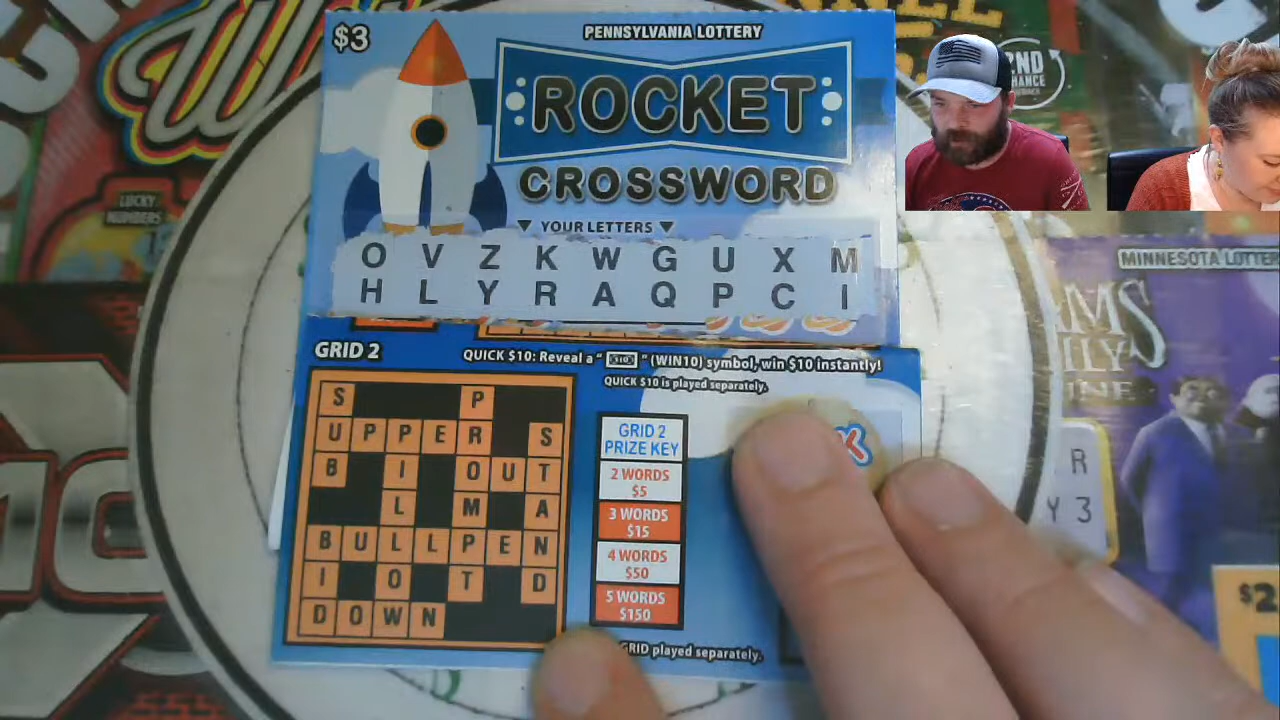 $3
PENNSYLVANIA LOTTERY
ROCKET
CROSSWORD
▼ YOUR LETTERS ▼
O V Z K W G U X M
H L Y R A Q P C I
GRID 2
QUICK $10: Reveal a " " (WIN10) symbol, win $10 instantly!
QUICK $10 is played separately.
S P
U P P E R S
B I O U T
L M A
B U L L P E N
I O T D
D O W N
GRID 2
PRIZE KEY
2 WORDS
$5
3 WORDS
$15
4 WORDS
$50
5 WORDS
$150
GRID played separately.
LUCKY
NUMBERS
2ND
CHANCE
MINNESOTA LOTTER
R
Y 3
$2